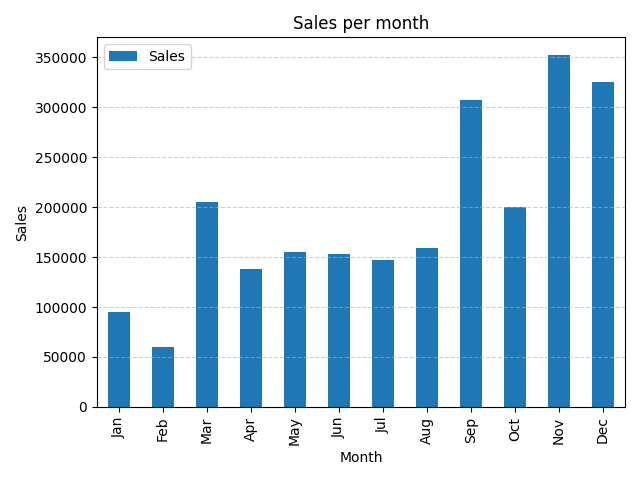 Sales per month
Sales
350000
300000
250000
200000
150000
100000
50000
0
Sales
Jan
Feb
Mar
Apr
May
Jun
Jul
Aug
Sep
Oct
Nov
Dec
Month